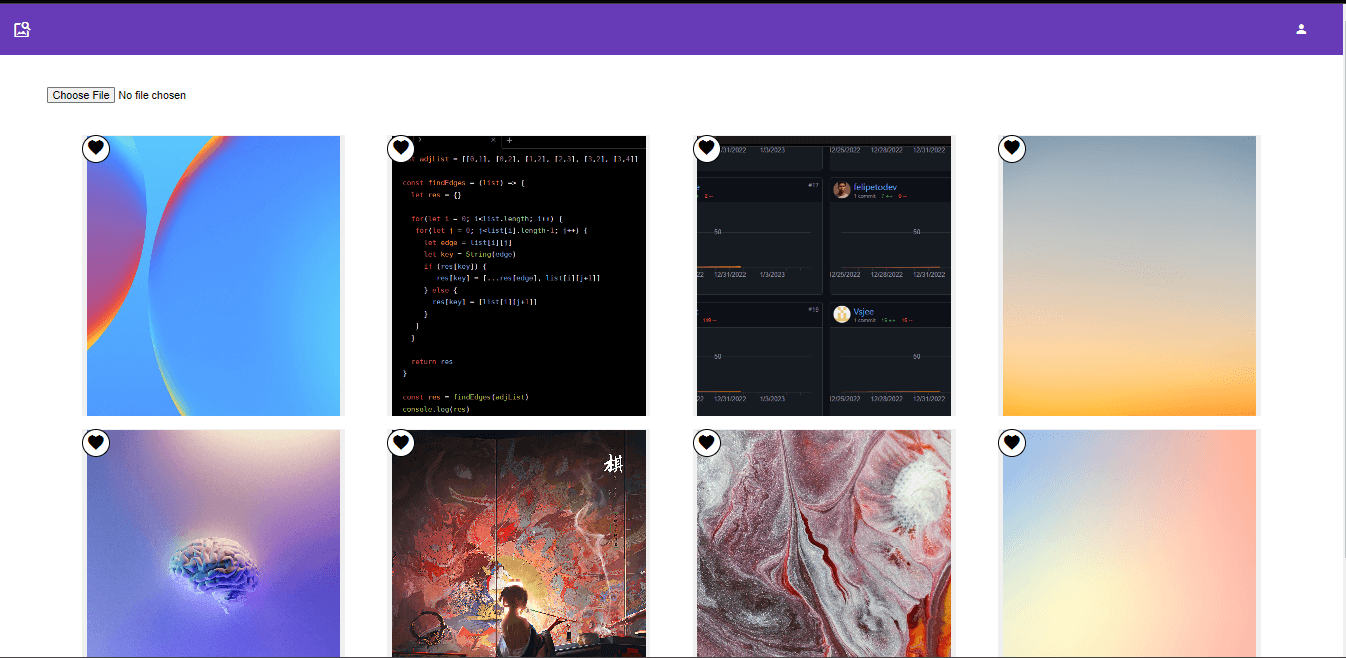 Choose File No file chosen
adjList = [[0,1], [0,2], [1,2], [2,3], [3,2], [3,4]]
const findEdges = (list) => {
let res = {}
for(let i = 0; i<list.length; i++) {
for(let j = 0; j<list[i].length-1; j++) {
let edge = list[i][j]
let key = String(edge)
if (res[key]) {
res[key] = [...res[edge], list[i][j+1]]
} else {
res[key] = [list[i][j+1]]
}
}
}
return res
}
const res = findEdges(adjList)
console.log(res)
31/2022 1/3/2023 12/25/2022 12/28/2022 12/31/2022
#17 felipetodev
2 -- 1 commit 7 ++ 0 --
50 50
22 12/31/2022 1/3/2023 12/25/2022 12/28/2022 12/31/2022
#19 Vsjee
119 -- 1 commit 15 ++ 15 --
50 50
22 12/31/2022 1/3/2023 12/25/2022 12/28/2022 12/31/2022
棋